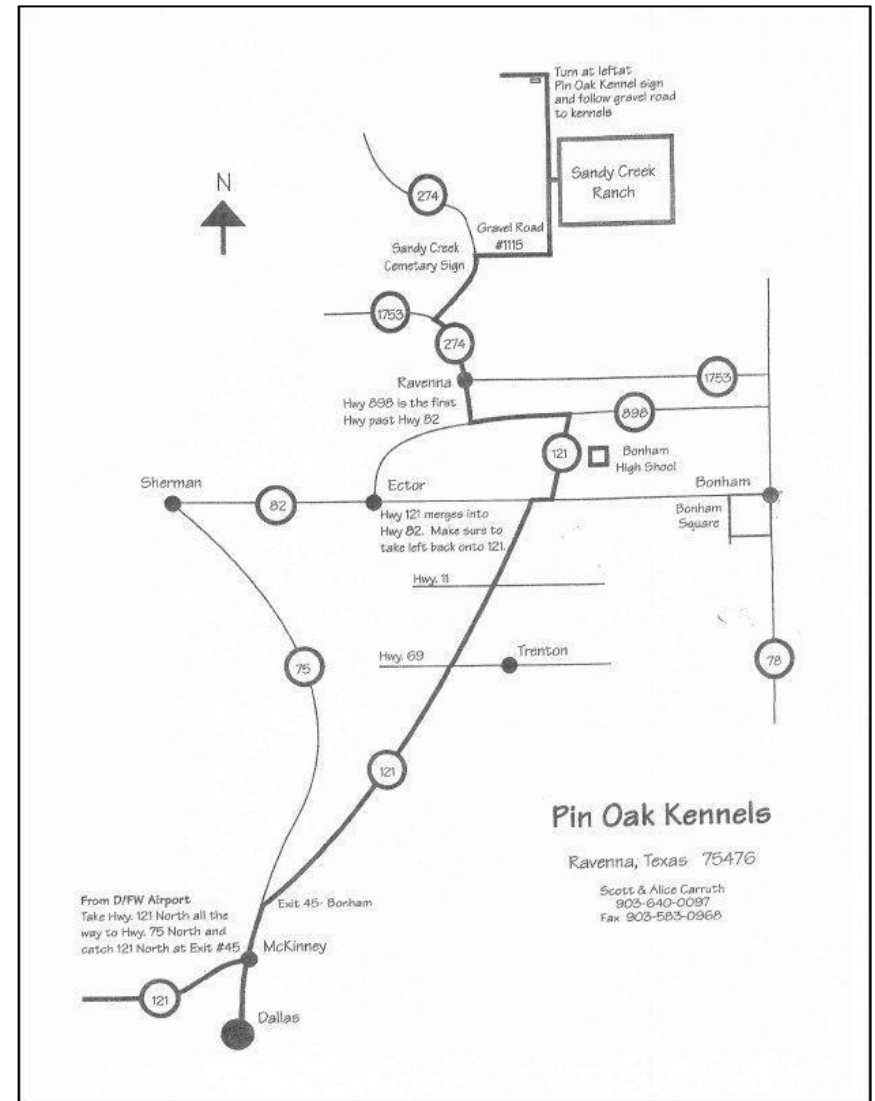 Turn at leftat
Pin Oak Kennel sign
and follow gravel road
to kennels
Sandy Creek
Ranch
N
274
Gravel Road
#1115
Sandy Creek
Cemetary Sign
1753
274
Ravenna
1753
Hwy 898 is the first
Hwy past Hwy 82
898
121
Bonham
High Shool
Sherman
Ector
Bonham
82
Hwy 121 merges into
Hwy 82. Make sure to
take left back onto 121.
Bonham
Square
Hwy. 11
Hwy. 69
Trenton
75
78
121
Pin Oak Kennels
Ravenna, Texas 75476
Scott & Alice Carruth
903-640-0097
Fax 903-583-0968
From D/FW Airport
Take Hwy. 121 North all the
way to Hwy. 75 North and
catch 121 North at Exit #45
Exit 45- Bonham
McKinney
121
Dallas